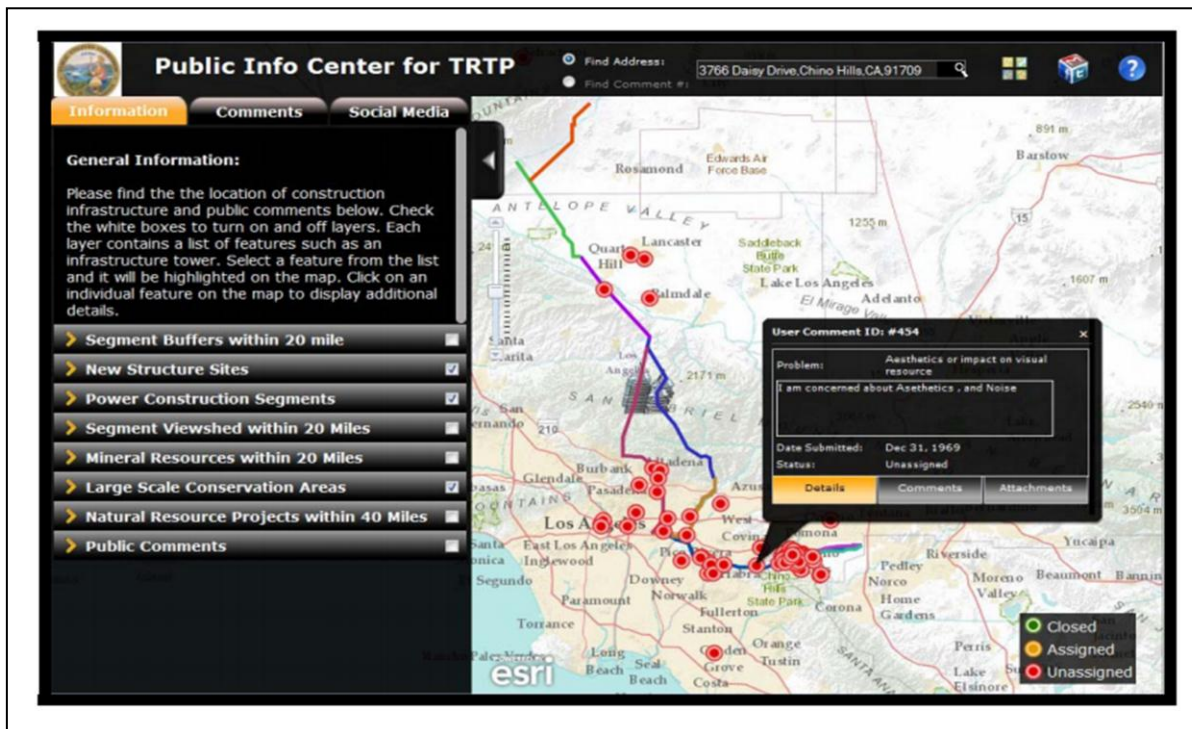 Public Info Center for TRTP
Find Address:
3766 Daisy Drive,Chino Hills,CA,91709
Find Comment #:
Information
Comments
Social Media
General Information:
Please find the the location of construction
infrastructure and public comments below. Check
the white boxes to turn on and off layers. Each
layer contains a list of features such as an
infrastructure tower. Select a feature from the list
and it will be highlighted on the map. Click on an
individual feature on the map to display additional
details.
Segment Buffers within 20 mile
New Structure Sites
Power Construction Segments
Segment Viewshed within 20 Miles
Mineral Resources within 20 Miles
Large Scale Conservation Areas
Natural Resource Projects within 40 Miles
Public Comments
891 m
Barstow
Rosamond
Edwards Air
Force Base
ANTELOPE VALLEY
15
1255 m
Lancaster
Quartz
Hill
Saddleback
Butte
State Park
Lake Los Angeles
1607 m
Palmdale
El Mirage
Adelanto
User Comment ID: #454
Problem:
Aesthetics or impact on visual
resource
I am concerned about Asethetics , and Noise
Date Submitted:
Dec 31, 1969
Status:
Unassigned
Details
Comments
Attachments
2171 m
2540 m
210
Burbank
Glendale
3504 m
West
Covina
Pomona
East Los Angeles
Inglewood
Riverside
Yucaipa
Segundo
Downey
Pedley
Norco
Moreno
Valley
Beaumont
Paramount
Norwalk
Chino
Hills
State Park
Corona
Home
Gardens
Fullerton
Torrance
Stanton
Orange
Perris
Long
Beach
Seal
Beach
Grove
Tustin
Costa
Lake
Elsinore
SANTA ANA
Closed
Assigned
Unassigned
esri